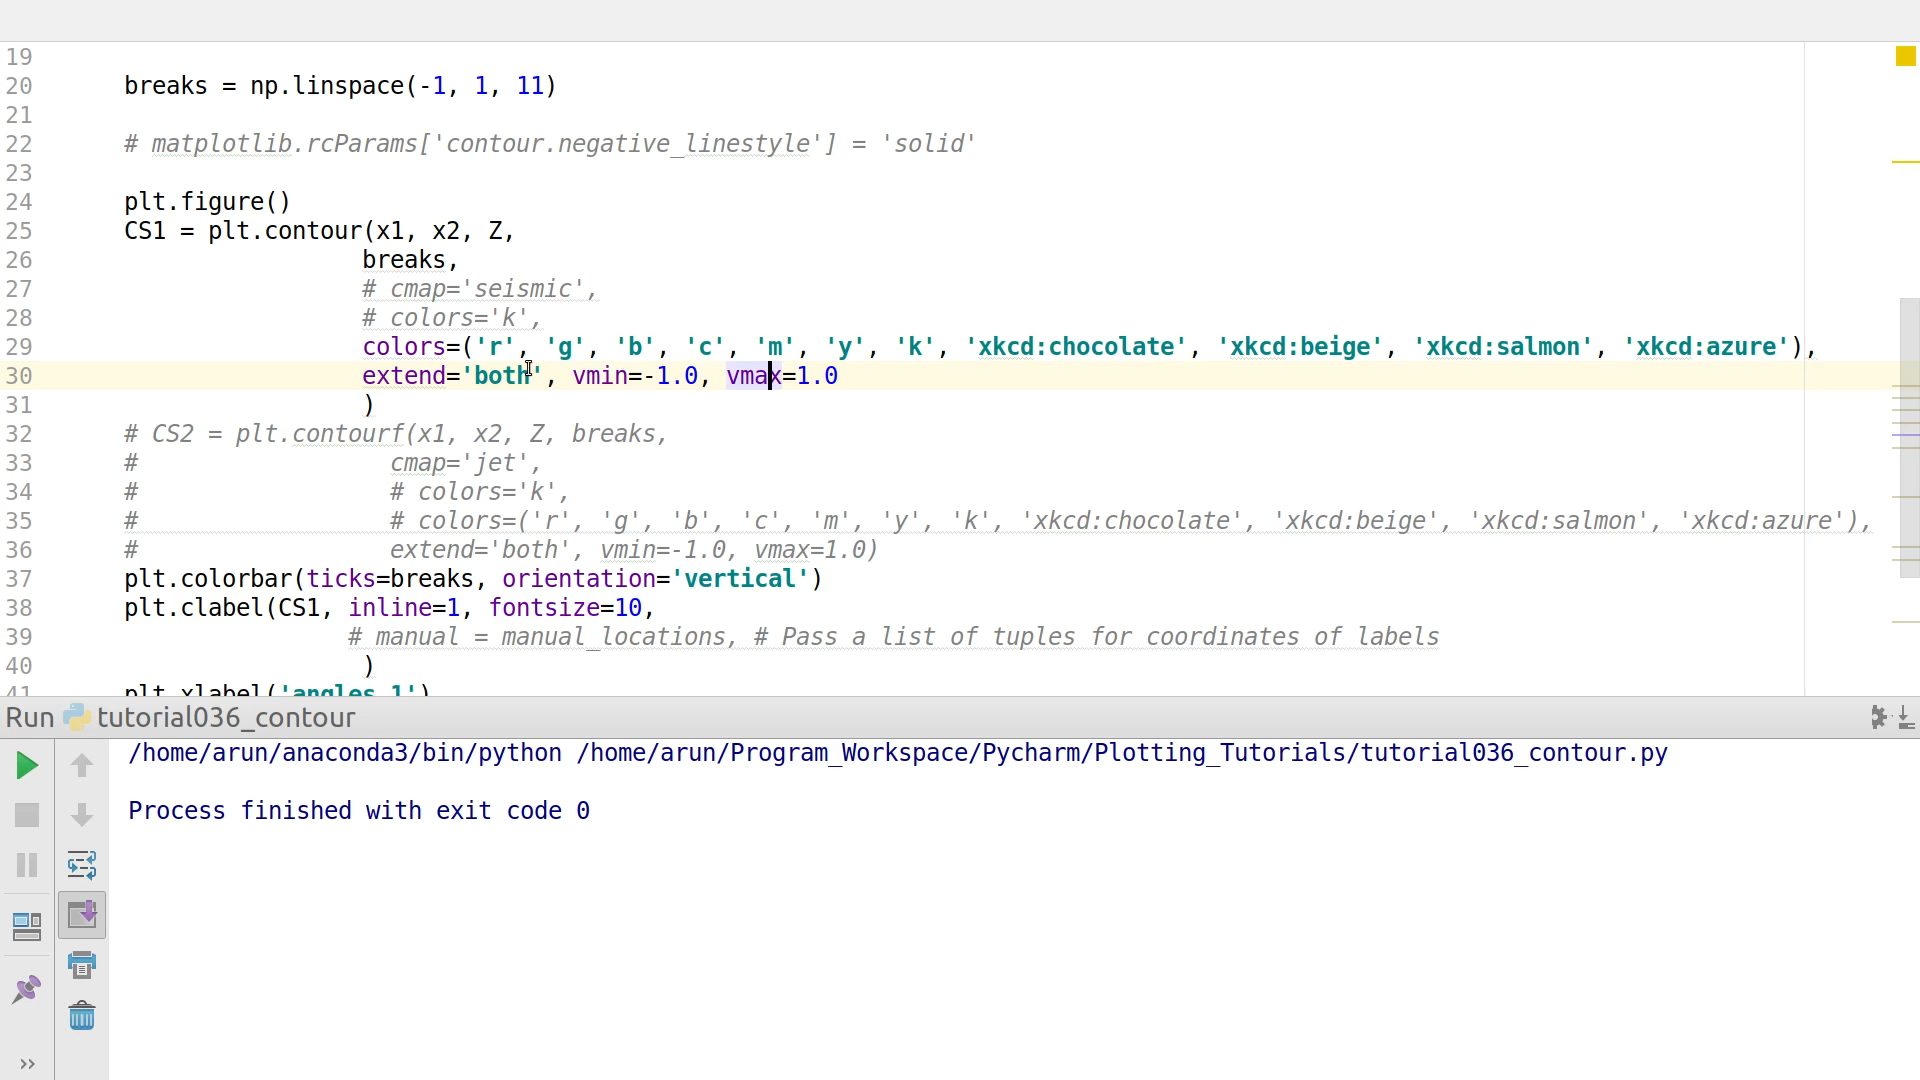 19
20 breaks = np.linspace(-1, 1, 11)
21
22 # matplotlib.rcParams['contour.negative_linestyle'] = 'solid'
23
24 plt.figure()
25 CS1 = plt.contour(x1, x2, Z,
26 breaks,
27 # cmap='seismic',
28 # colors='k',
29 colors=('r', 'g', 'b', 'c', 'm', 'y', 'k', 'xkcd:chocolate', 'xkcd:beige', 'xkcd:salmon', 'xkcd:azure'),
30 extend='both', vmin=-1.0, vmax=1.0
31 )
32 # CS2 = plt.contourf(x1, x2, Z, breaks,
33 # cmap='jet',
34 # # colors='k',
35 # # colors=('r', 'g', 'b', 'c', 'm', 'y', 'k', 'xkcd:chocolate', 'xkcd:beige', 'xkcd:salmon', 'xkcd:azure'),
36 # extend='both', vmin=-1.0, vmax=1.0)
37 plt.colorbar(ticks=breaks, orientation='vertical')
38 plt.clabel(CS1, inline=1, fontsize=10,
39 # manual = manual_locations, # Pass a list of tuples for coordinates of labels
40 )
41 plt.xlabel('angles 1')
Run tutorial036_contour
/home/arun/anaconda3/bin/python /home/arun/Program_Workspace/Pycharm/Plotting_Tutorials/tutorial036_contour.py
Process finished with exit code 0